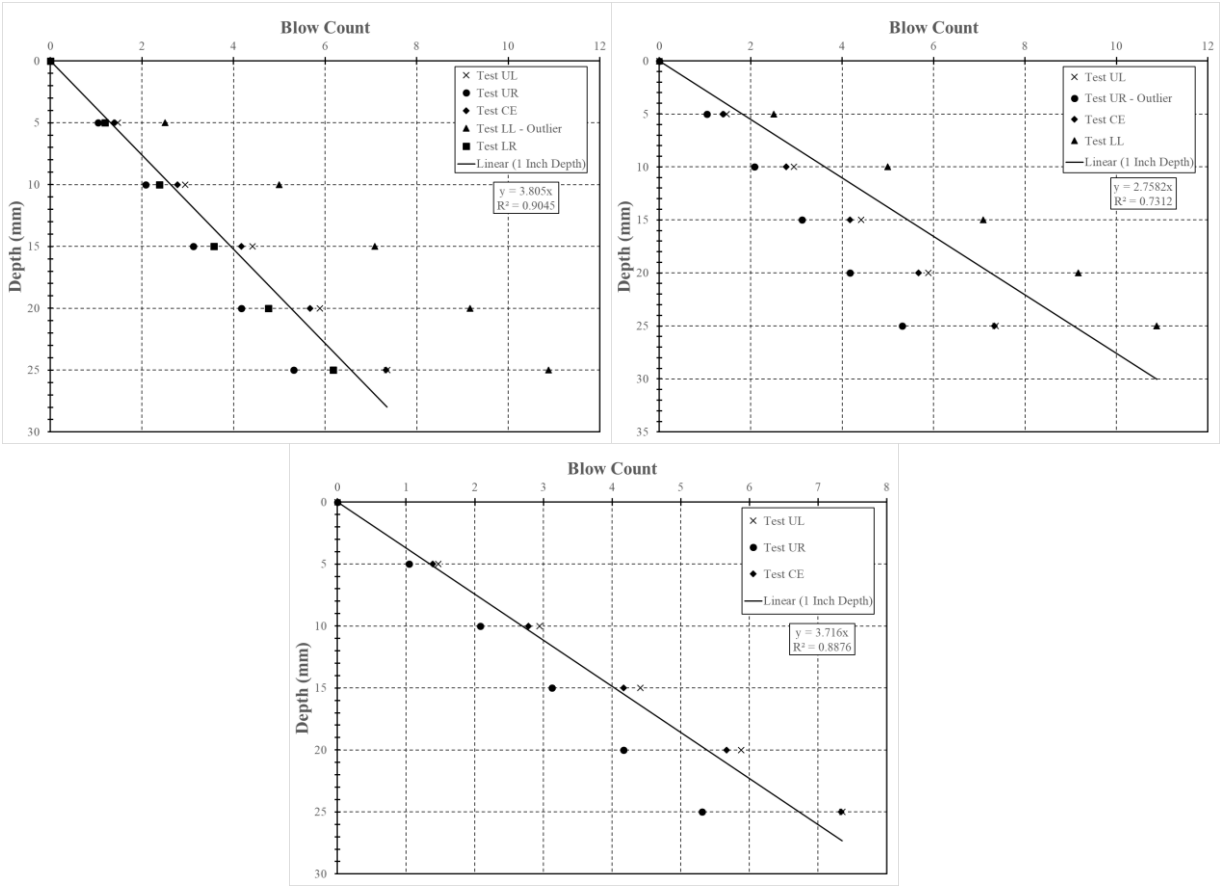 Blow Count
0 2 4 6 8 10 12
0
5
10
15
20
25
30
Depth (mm)
Test UL
Test UR
Test CE
Test LL - Outlier
Test LR
Linear (1 Inch Depth)
y = 3.805x
R² = 0.9045
Blow Count
0 2 4 6 8 10 12
0
5
10
15
20
25
30
35
Depth (mm)
Test UL
Test UR - Outlier
Test CE
Test LL
Linear (1 Inch Depth)
y = 2.7582x
R² = 0.7312
Blow Count
0 1 2 3 4 5 6 7 8
0
5
10
15
20
25
30
Depth (mm)
Test UL
Test UR
Test CE
Linear (1 Inch Depth)
y = 3.716x
R² = 0.8876